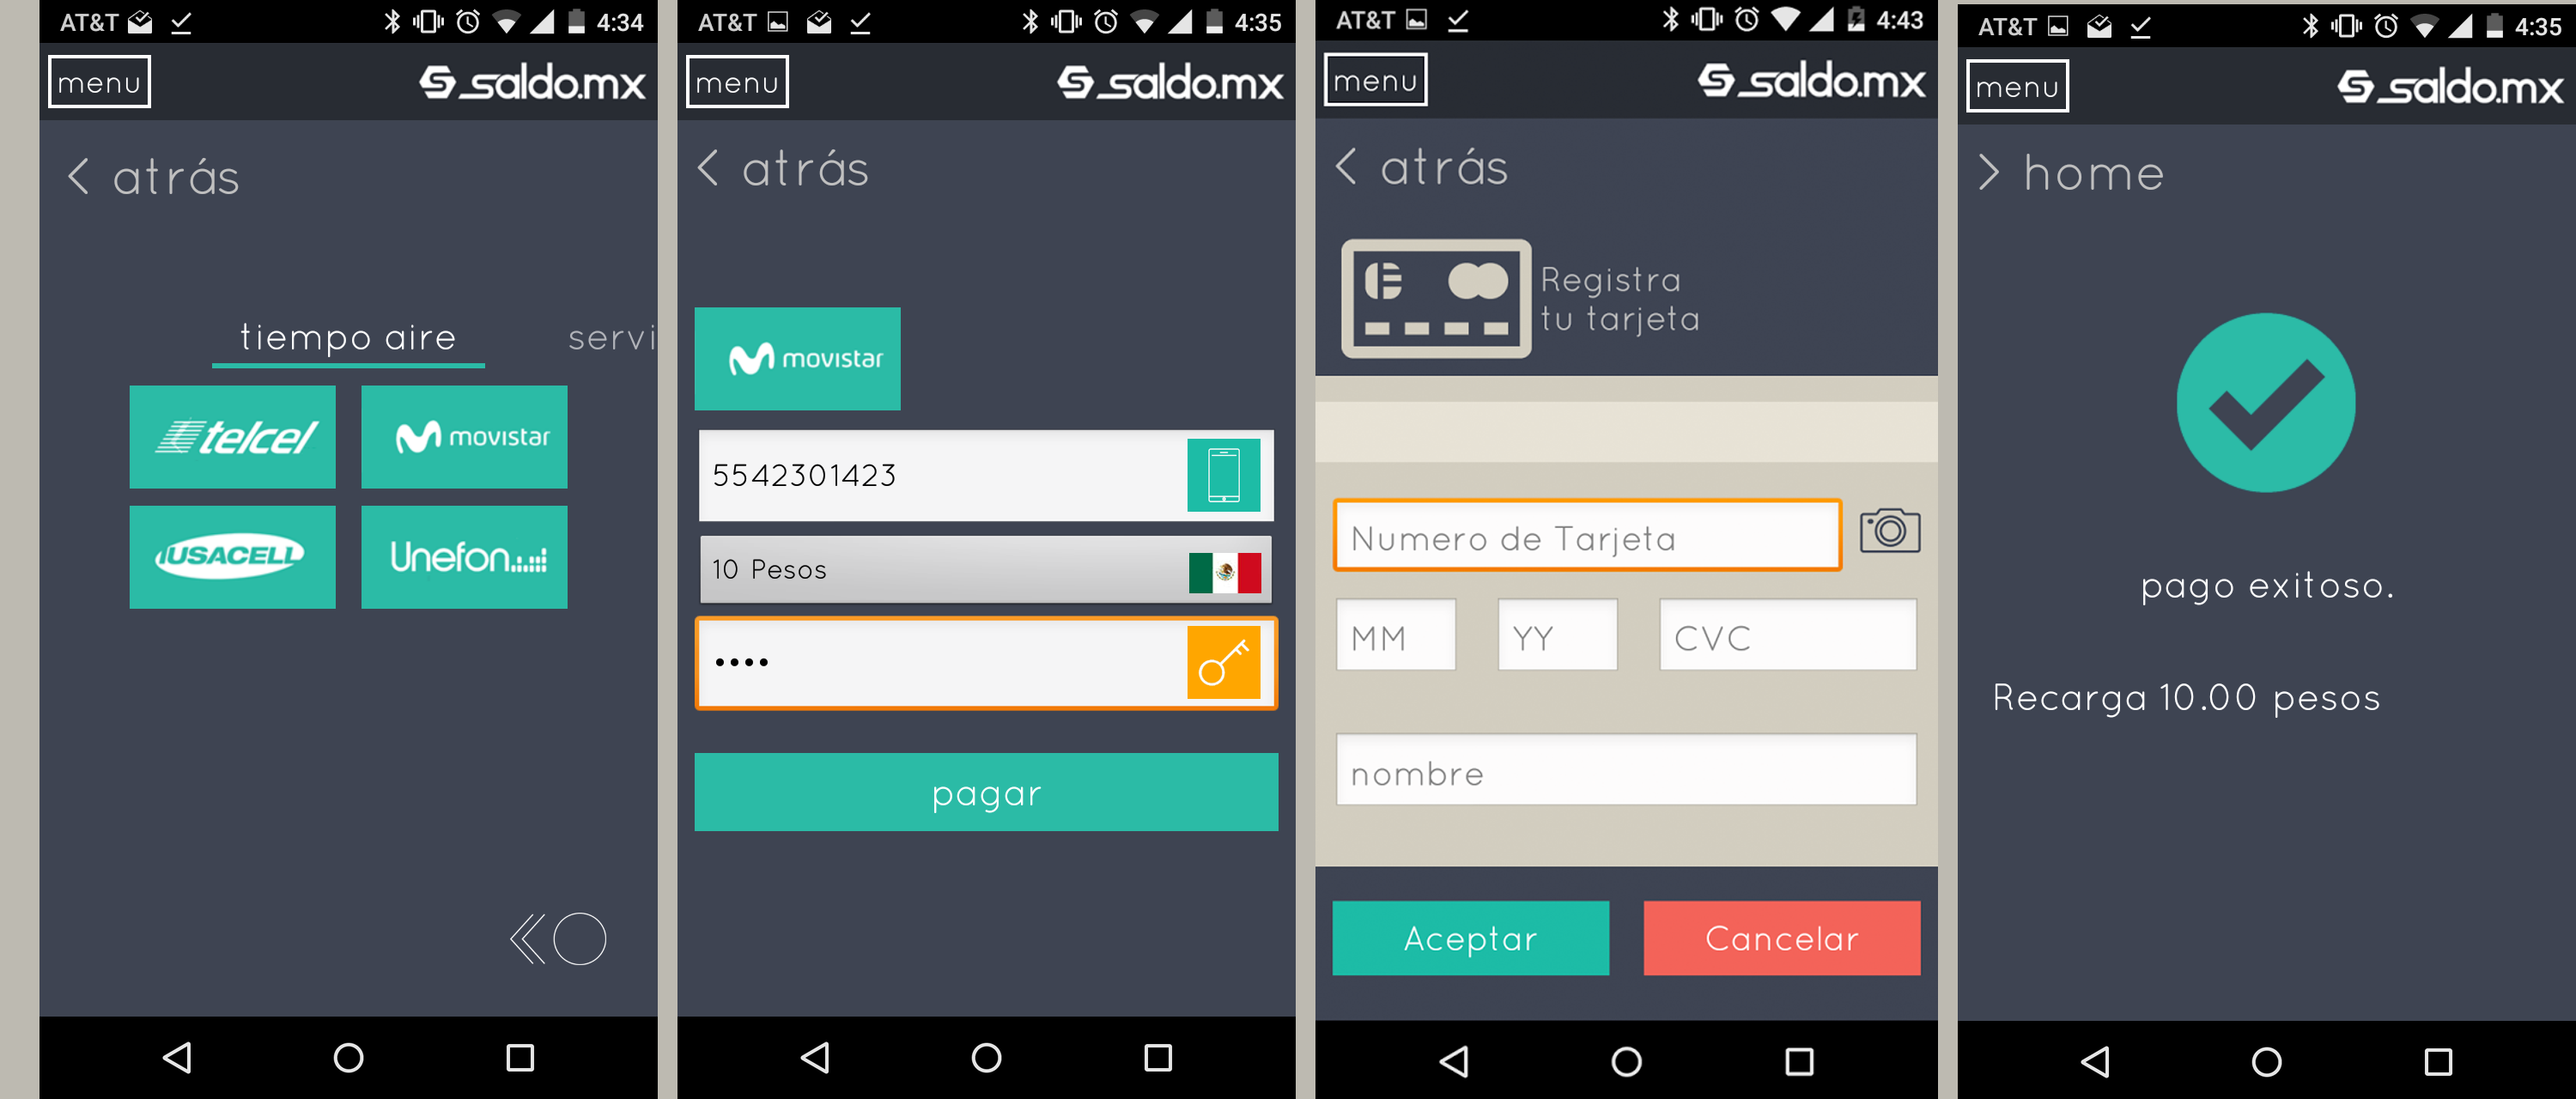 AT&T 4:34
menu
saldo.mx
< atrás
tiempo aire servi
telcel
movistar
IUSACELL
Unefon
AT&T 4:35
menu
saldo.mx
< atrás
movistar
5542301423
10 Pesos
••••
pagar
AT&T 4:43
menu
saldo.mx
< atrás
Registra
tu tarjeta
Numero de Tarjeta
MM YY CVC
nombre
Aceptar Cancelar
AT&T 4:35
menu
saldo.mx
> home
pago exitoso.
Recarga 10.00 pesos